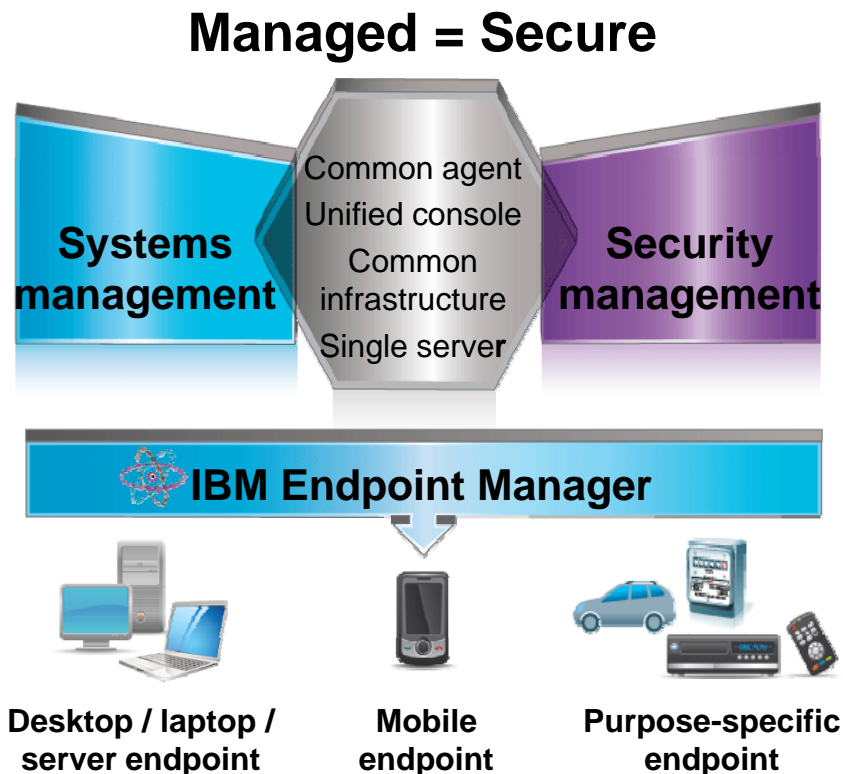 Managed = Secure
Systems
management
Common agent
Unified console
Common
infrastructure
Single server
Security
management
IBM Endpoint Manager
Desktop / laptop /
server endpoint
Mobile
endpoint
Purpose-specific
endpoint